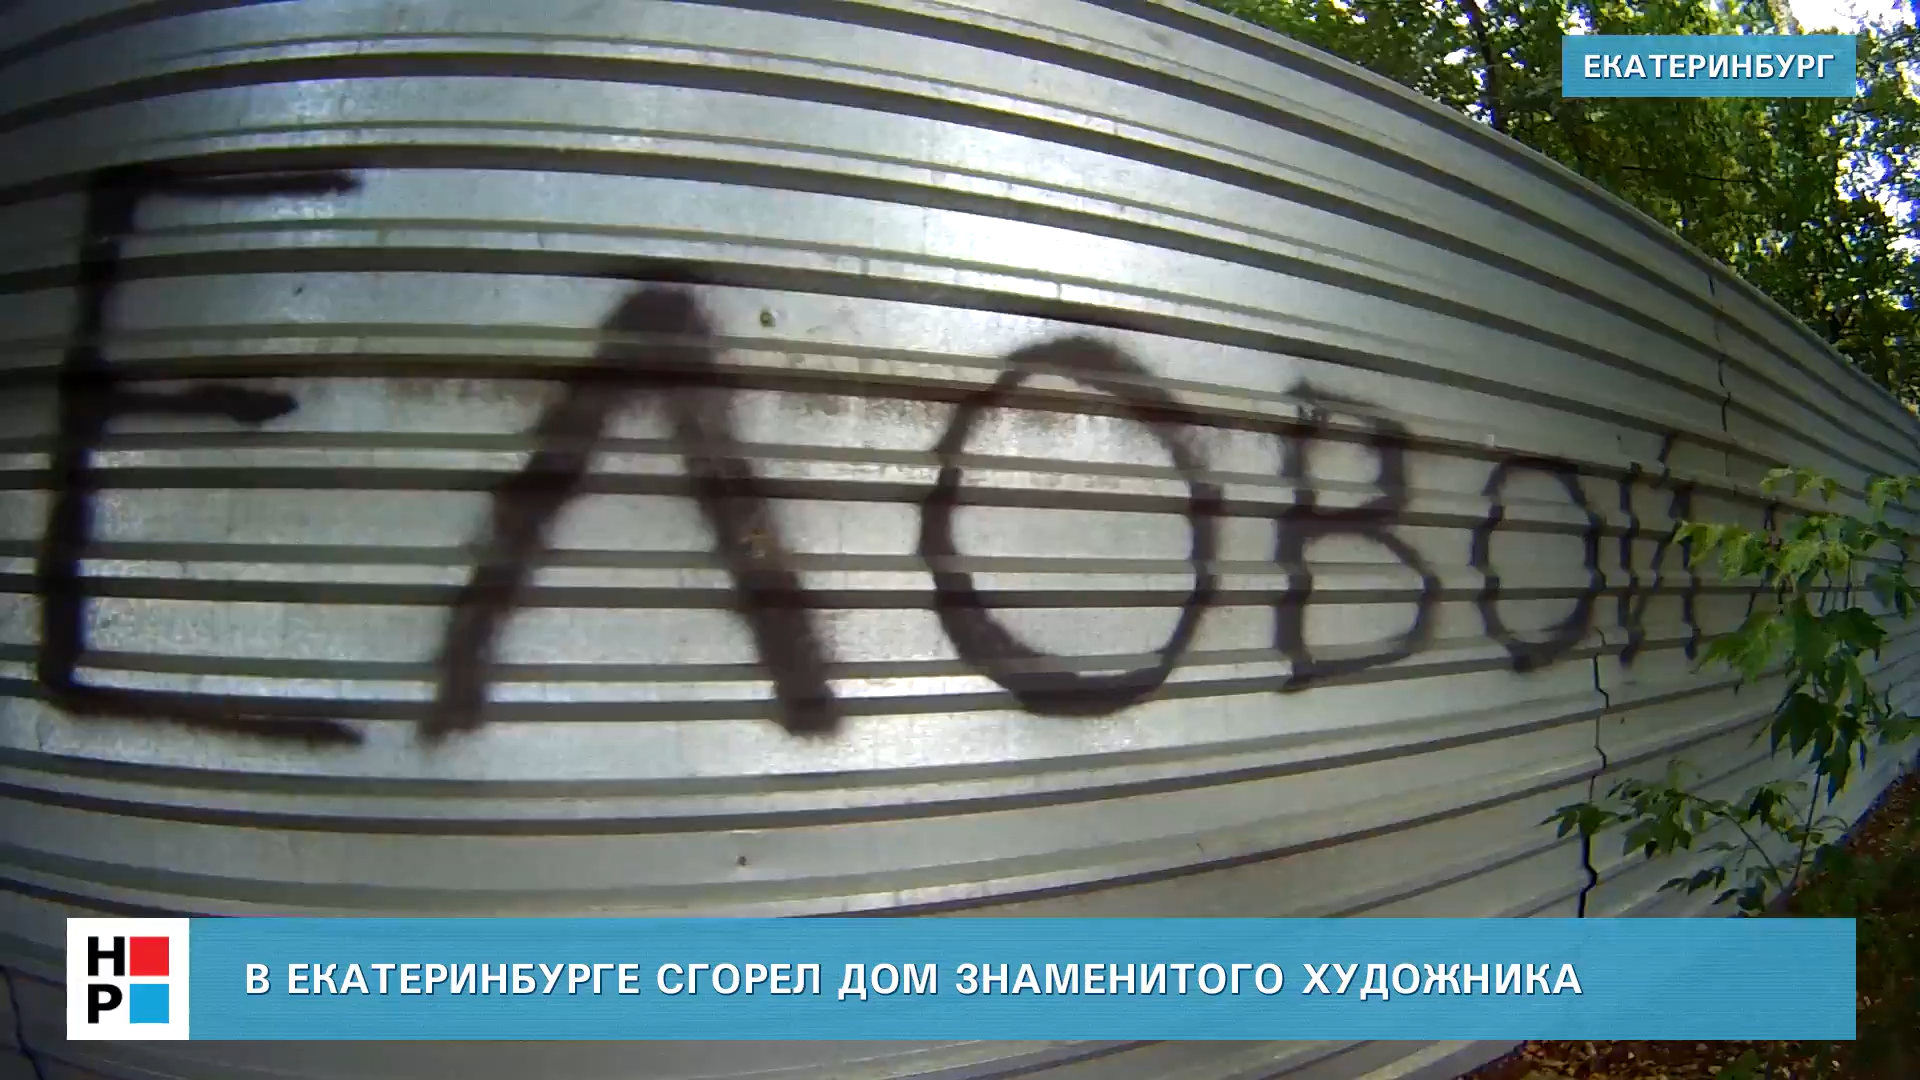 ЕКАТЕРИНБУРГ
ЕЛОВОЙ
НР
В ЕКАТЕРИНБУРГЕ СГОРЕЛ ДОМ ЗНАМЕНИТОГО ХУДОЖНИКА